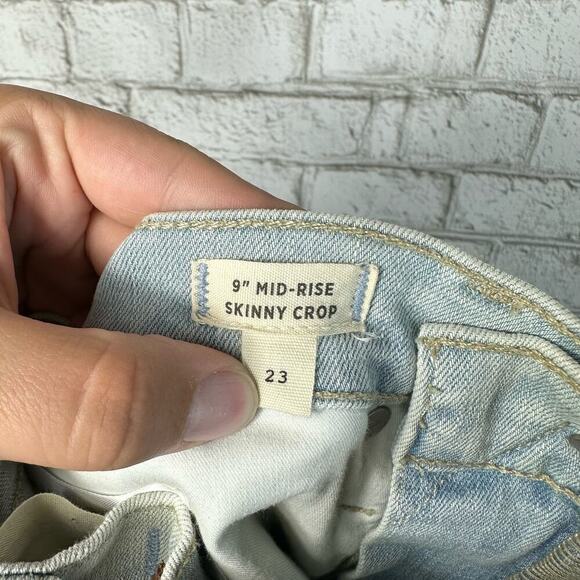 9" MID-RISE
SKINNY CROP
23